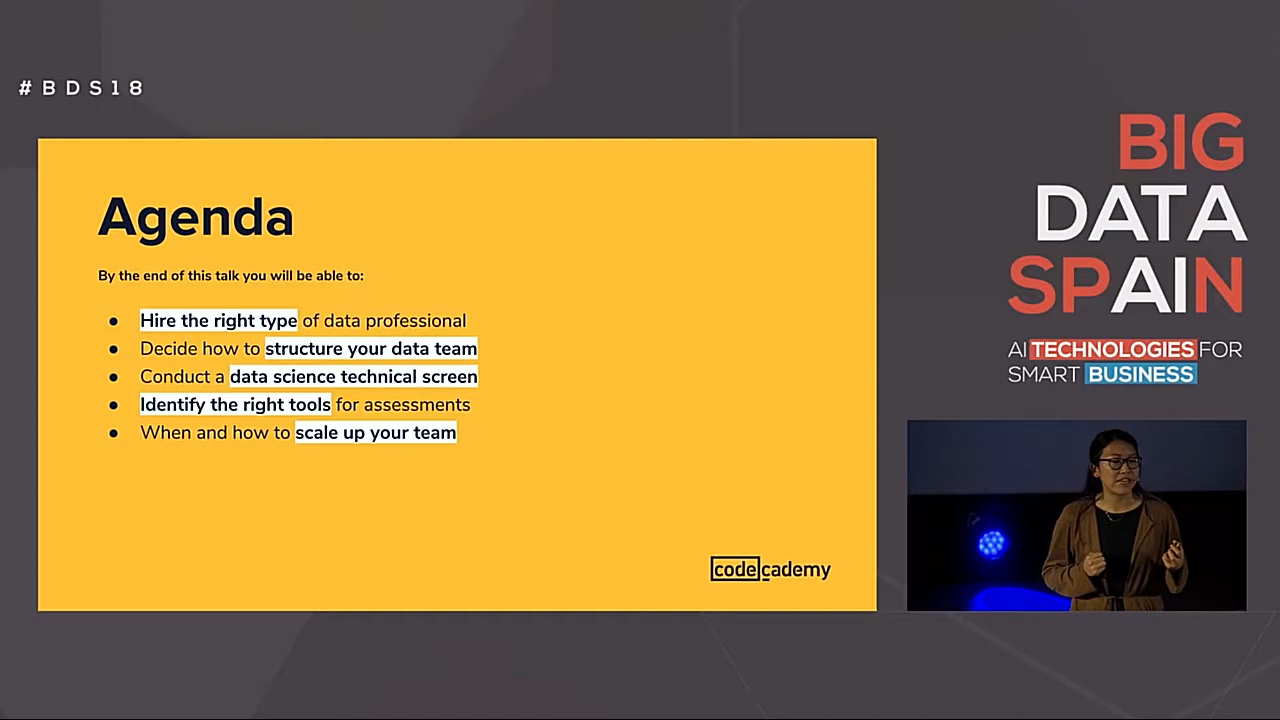 #BDS18
Agenda
By the end of this talk you will be able to:
● Hire the right type of data professional
● Decide how to structure your data team
● Conduct a data science technical screen
● Identify the right tools for assessments
● When and how to scale up your team
codecademy
BIG
DATA
SPAIN
AI TECHNOLOGIES FOR
SMART BUSINESS